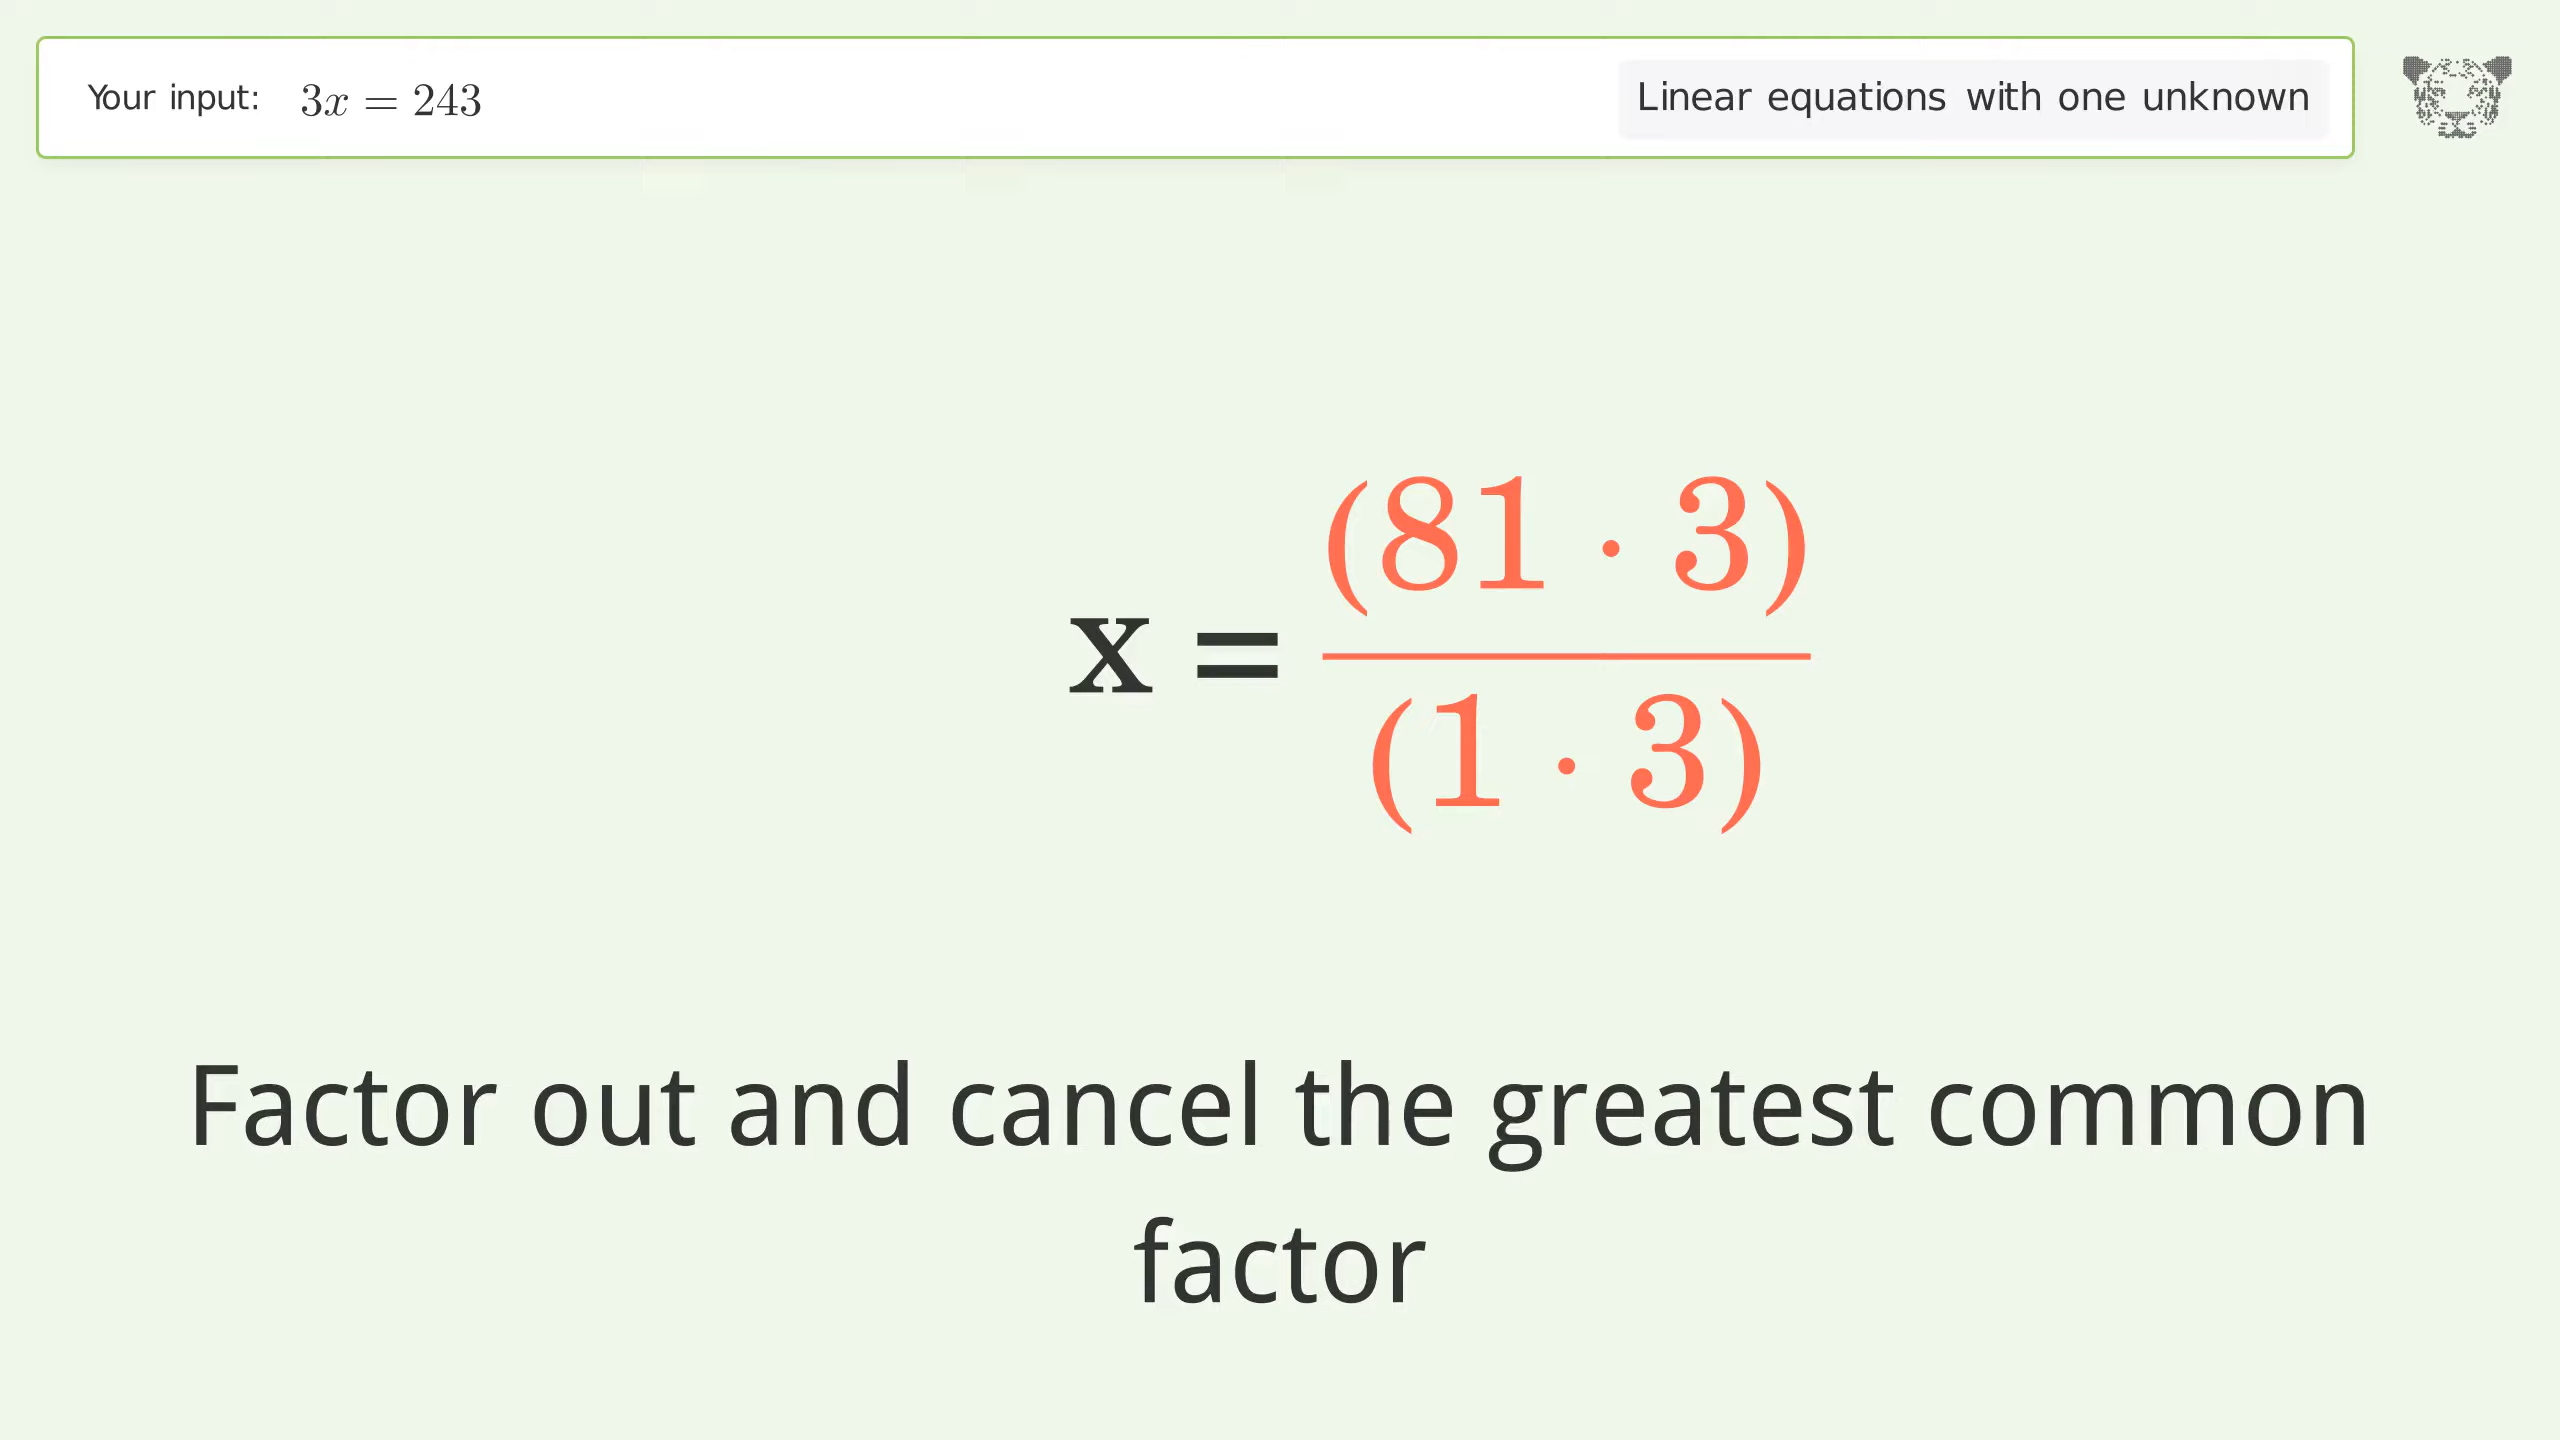 Your input: 3x = 243
Linear equations with one unknown
x = (81 · 3)
(1 · 3)
Factor out and cancel the greatest common
factor